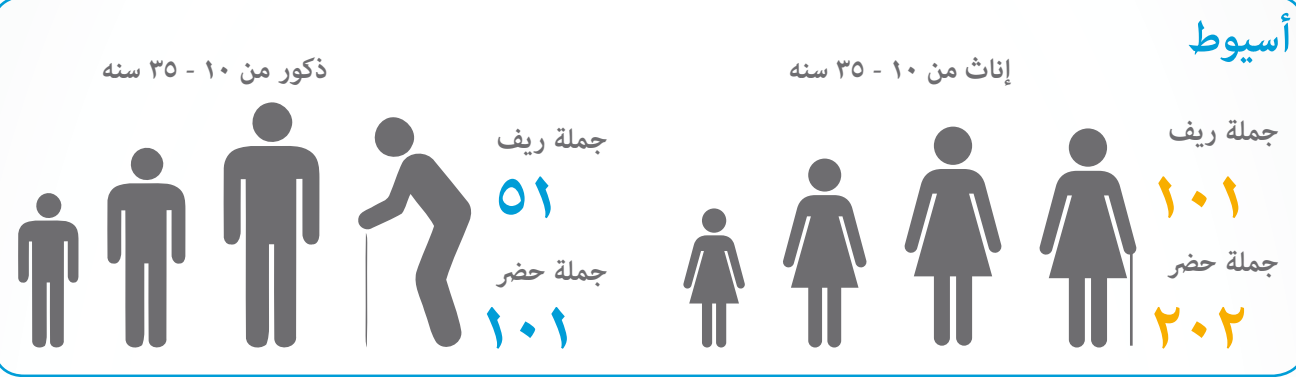 أسيوط
إناث من ١٠ - ٣٥ سنه
جملة ريف
١٠١
جملة حضر
٢٠٢
ذكور من ١٠ - ٣٥ سنه
جملة ريف
٥١
جملة حضر
١٠١